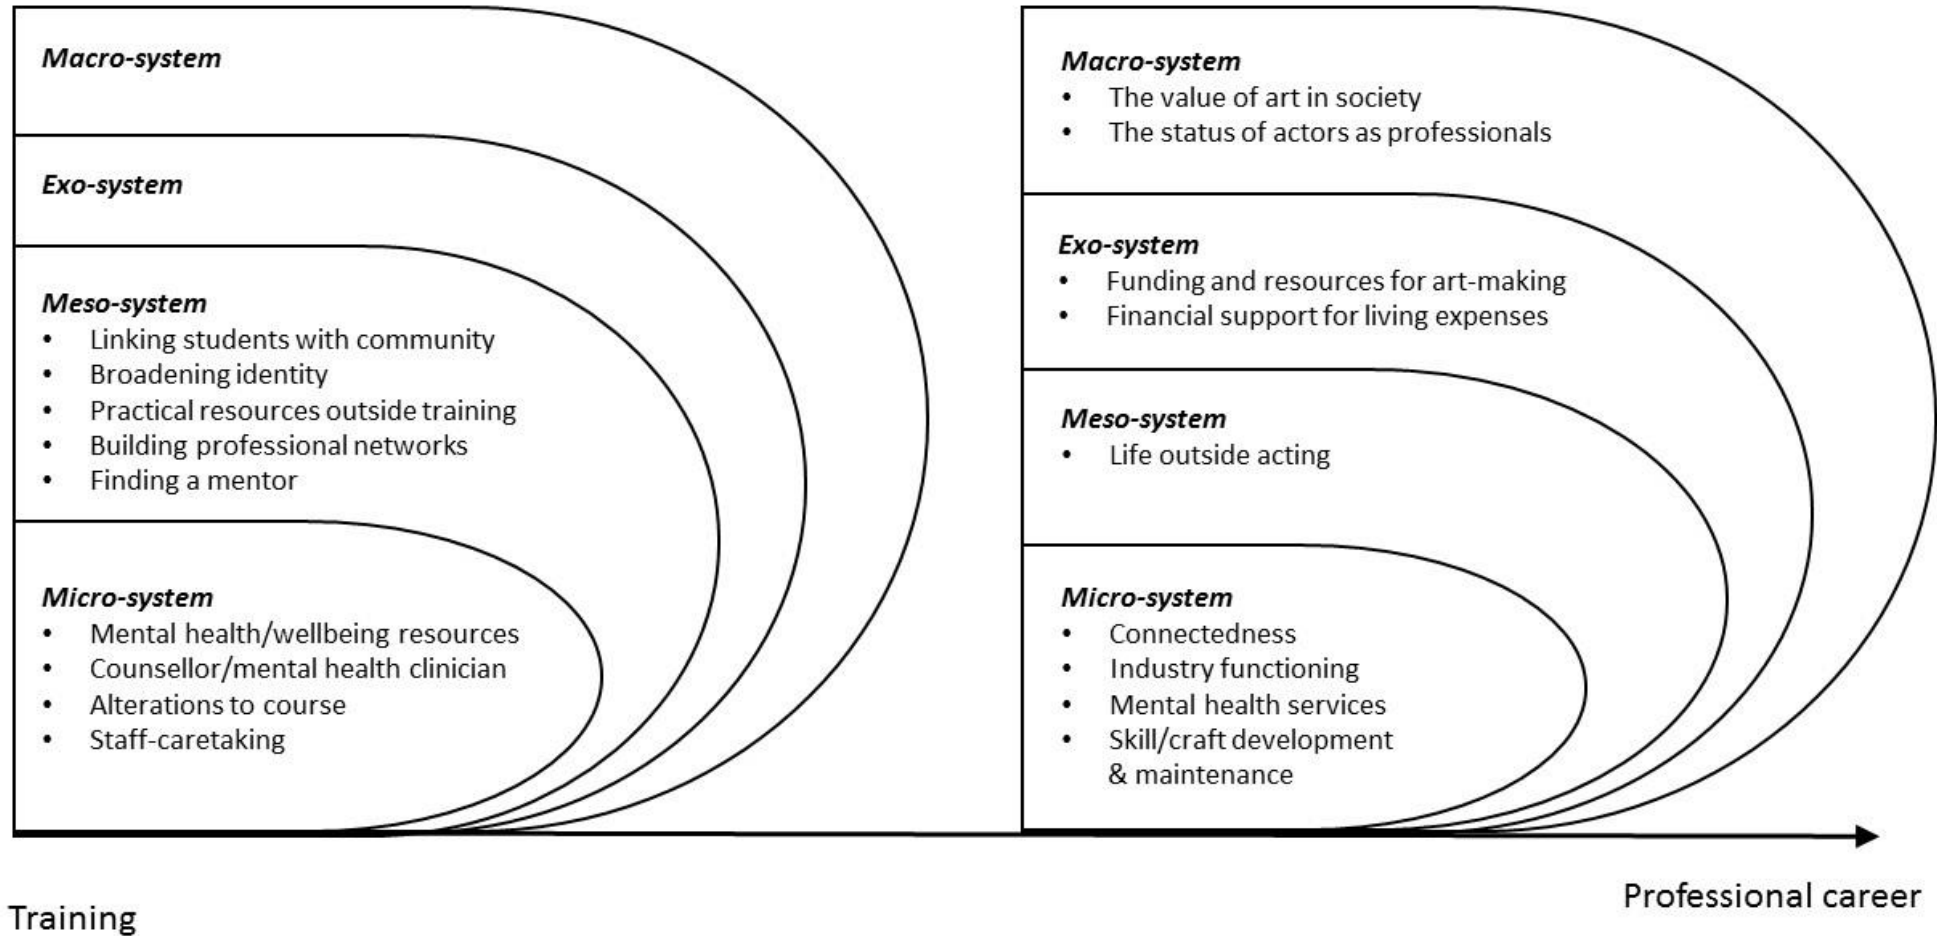 Macro-system
Exo-system
Meso-system
• Linking students with community
• Broadening identity
• Practical resources outside training
• Building professional networks
• Finding a mentor
Micro-system
• Mental health/wellbeing resources
• Counsellor/mental health clinician
• Alterations to course
• Staff-caretaking
Training
Macro-system
• The value of art in society
• The status of actors as professionals
Exo-system
• Funding and resources for art-making
• Financial support for living expenses
Meso-system
• Life outside acting
Micro-system
• Connectedness
• Industry functioning
• Mental health services
• Skill/craft development
& maintenance
Professional career